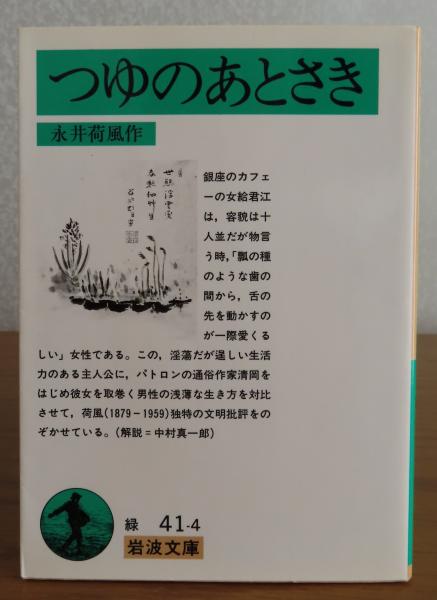 つゆのあとさき
永井荷風作
銀座のカフェ
ーの女給君江
は，容貌は十
人並だが物言
う時，「瓢の種
のような歯の
間から，舌の
先を動かすの
が一際愛くる
しい」女性である。この，淫蕩だが逞しい生活
力のある主人公に，パトロンの通俗作家清岡を
はじめ彼女を取巻く男性の浅薄な生き方を対比
させて，荷風(1879－1959)独特の文明批評をの
ぞかせている。(解説＝中村真一郎)
緑 41-4
岩波文庫